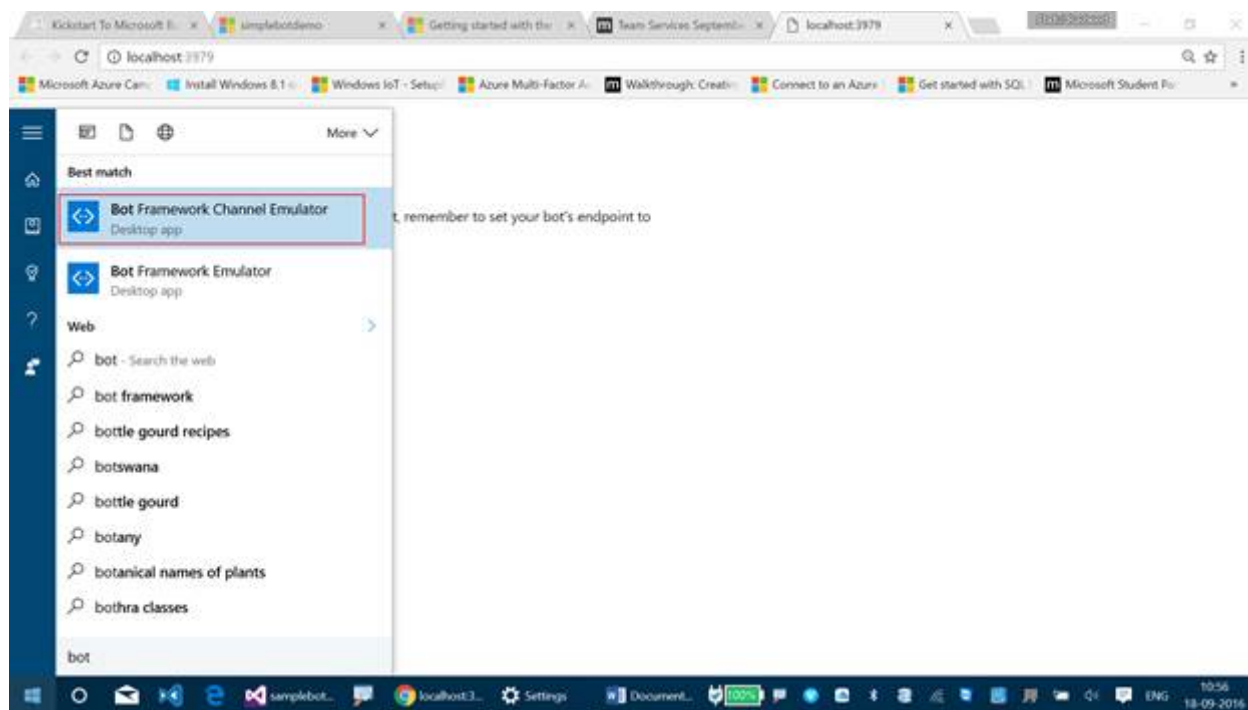 Kickstart To Microsoft B
simplebotdemo
Getting started with the
Team Services Septemb
localhost:3979
localhost:3979
Microsoft Azure Cam
Install Windows 8.1
Windows IoT - Setup
Azure Multi-Factor A
Walkthrough: Creatin
Connect to an Azure
Get started with SQL
Microsoft Student Pa
More
Best match
Bot Framework Channel Emulator
Desktop app
t, remember to set your bot's endpoint to
Bot Framework Emulator
Desktop app
Web
bot - Search the web
bot framework
bottle gourd recipes
botswana
bottle gourd
botany
botanical names of plants
bothra classes
bot
samplebot...
localhost:3...
Settings
Document...
100%
ENG
10:56
18-09-2016